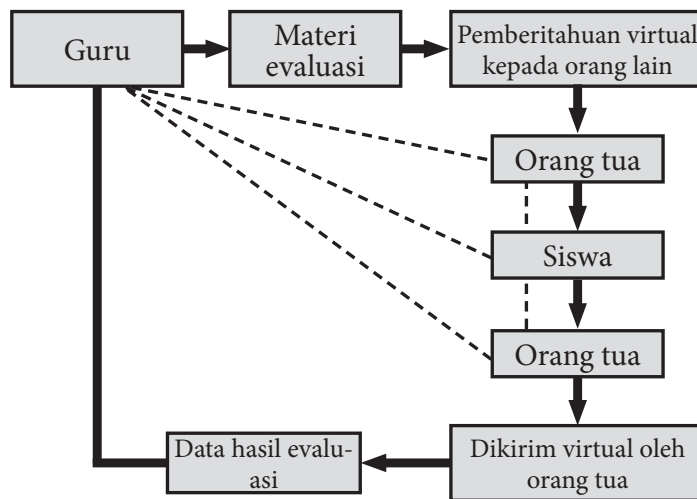 Guru
Materi
evaluasi
Pemberitahuan virtual
kepada orang lain
Orang tua
Siswa
Orang tua
Dikirim virtual oleh
orang tua
Data hasil evalu-
asi